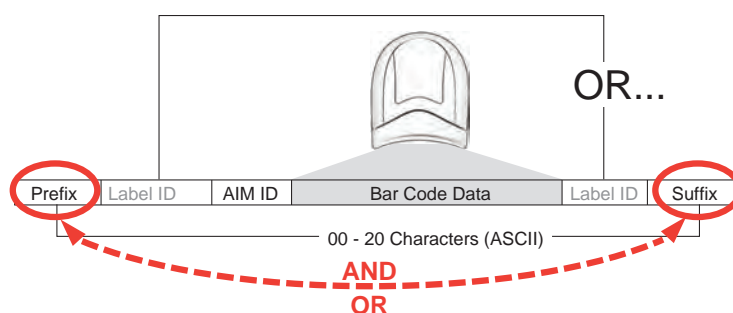 OR...
Prefix Label ID AIM ID Bar Code Data Label ID Suffix
00 - 20 Characters (ASCII)
AND
OR